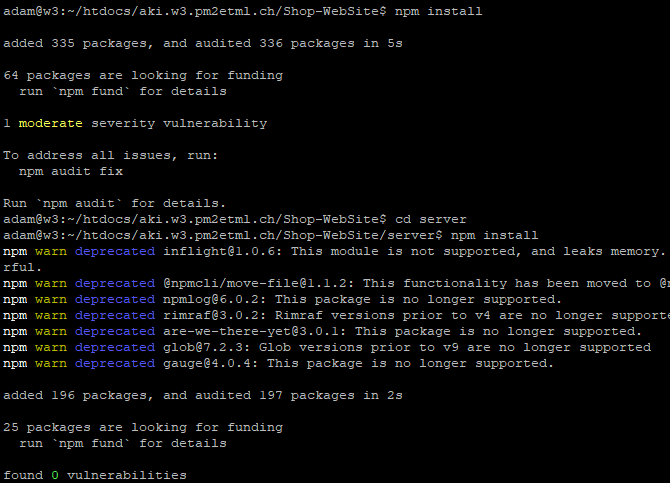 adam@w3:~/htdocs/aki.w3.pm2etml.ch/Shop-WebSite$ npm install
added 335 packages, and audited 336 packages in 5s
64 packages are looking for funding
run `npm fund` for details
1 moderate severity vulnerability
To address all issues, run:
npm audit fix
Run `npm audit` for details.
adam@w3:~/htdocs/aki.w3.pm2etml.ch/Shop-WebSite$ cd server
adam@w3:~/htdocs/aki.w3.pm2etml.ch/Shop-WebSite/server$ npm install
npm warn deprecated inflight@1.0.6: This module is not supported, and leaks memory.
rful.
npm warn deprecated @npmcli/move-file@1.1.2: This functionality has been moved to @n
npm warn deprecated npmlog@6.0.2: This package is no longer supported.
npm warn deprecated rimraf@3.0.2: Rimraf versions prior to v4 are no longer supporte
npm warn deprecated are-we-there-yet@3.0.1: This package is no longer supported.
npm warn deprecated glob@7.2.3: Glob versions prior to v9 are no longer supported
npm warn deprecated gauge@4.0.4: This package is no longer supported.
added 196 packages, and audited 197 packages in 2s
25 packages are looking for funding
run `npm fund` for details
found 0 vulnerabilities